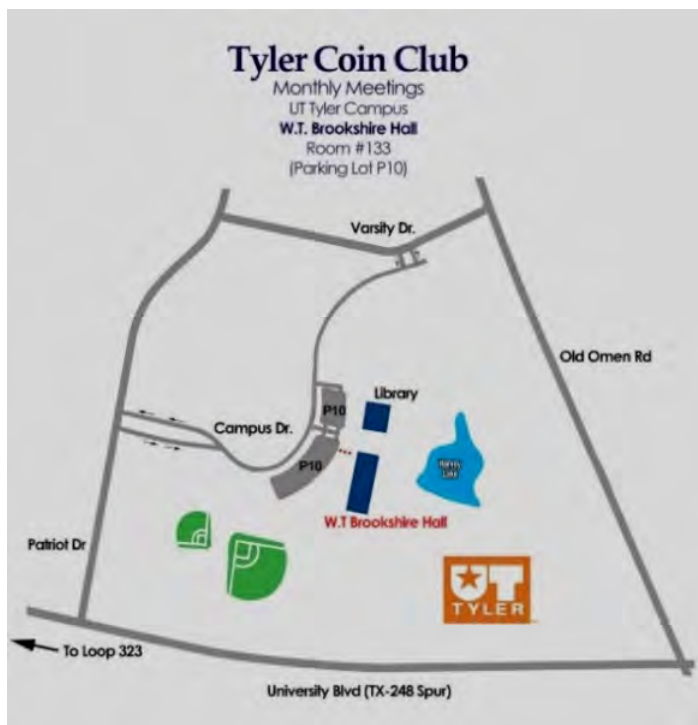 Tyler Coin Club
Monthly Meetings
UT Tyler Campus
W.T. Brookshire Hall
Room #133
(Parking Lot P10)
Varsity Dr.
Old Omen Rd
Library
P10
Campus Dr.
P10
Harvey
Lake
W.T Brookshire Hall
Patriot Dr
UT
TYLER
To Loop 323
University Blvd (TX-248 Spur)